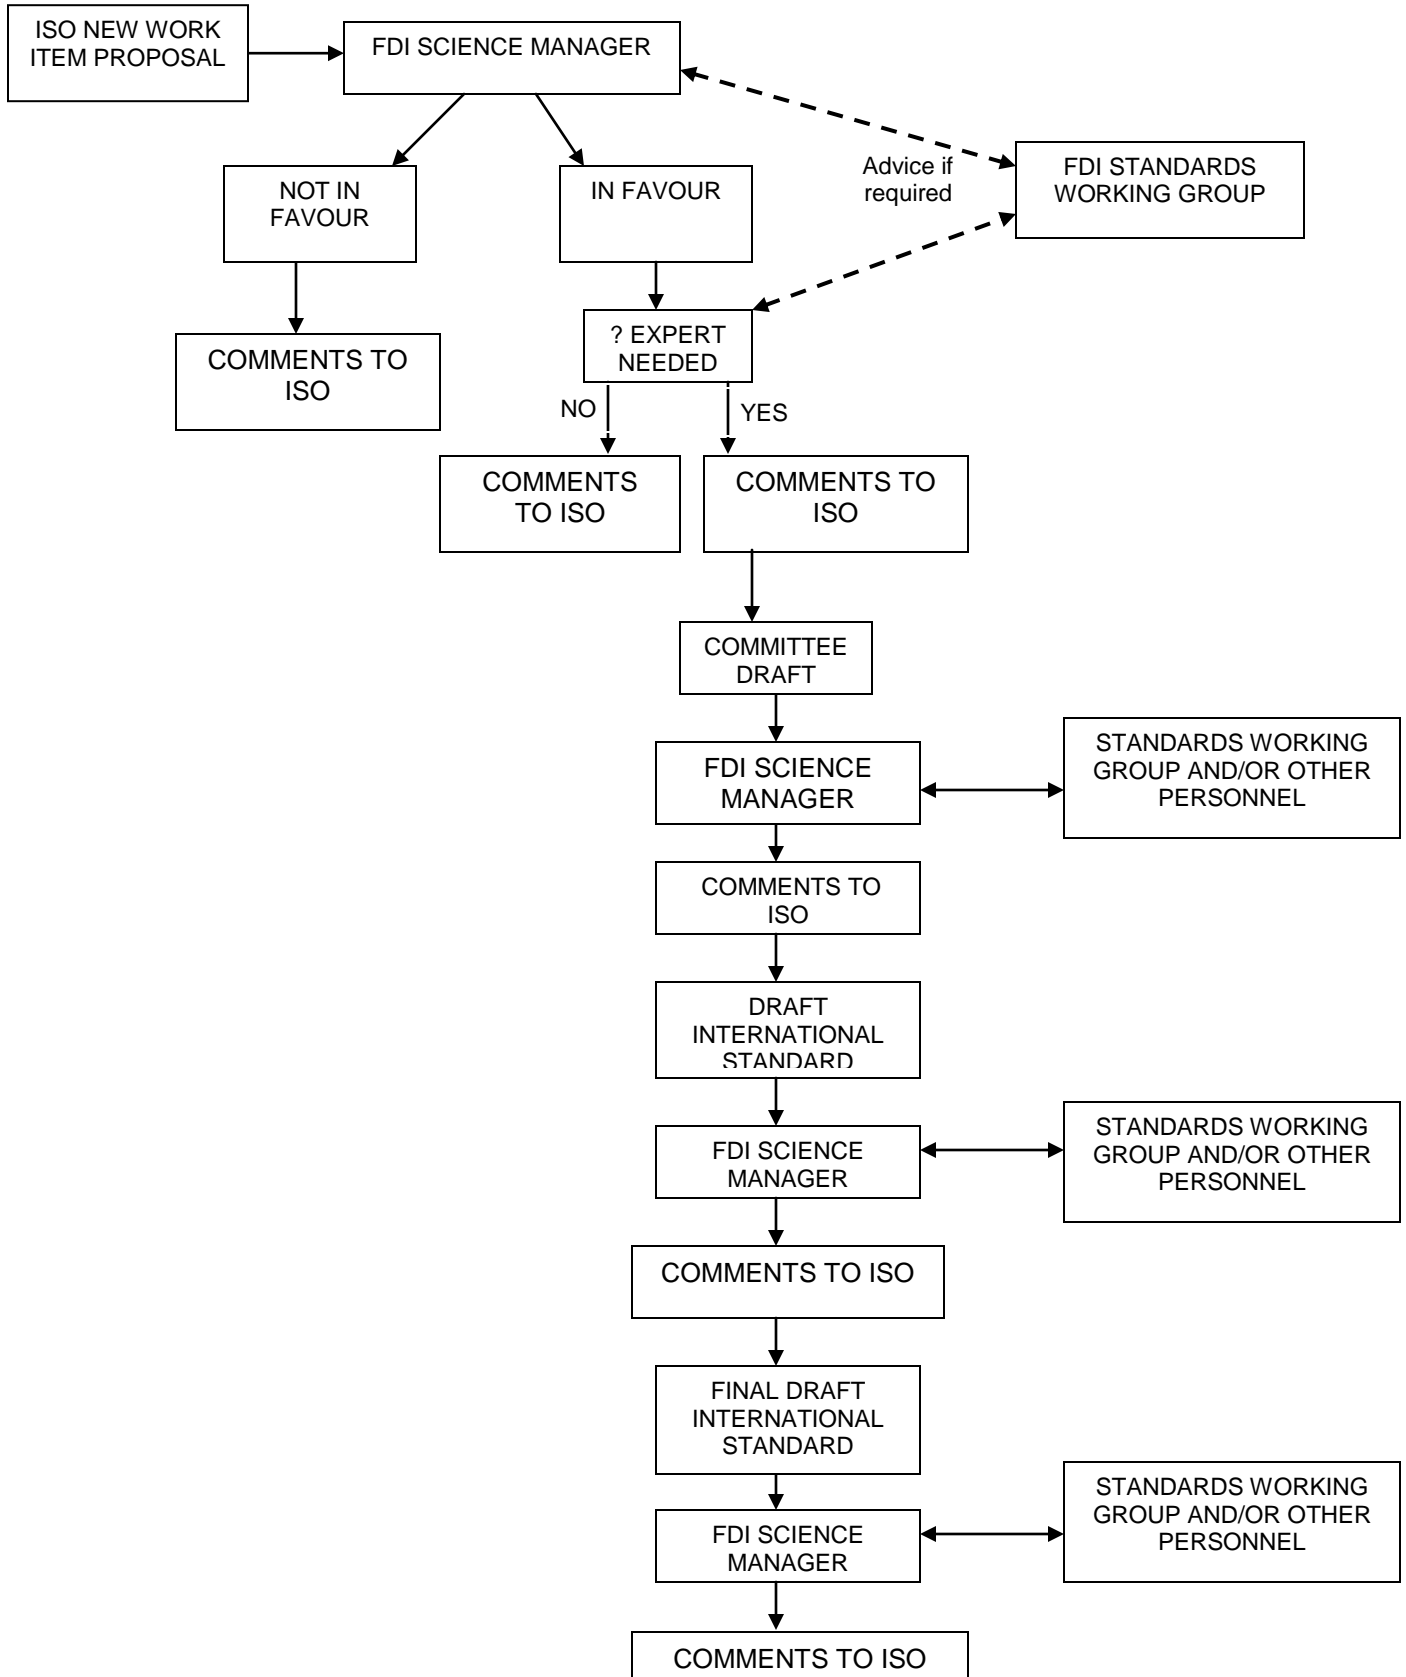 ISO NEW WORK
ITEM PROPOSAL
FDI SCIENCE MANAGER
NOT IN
FAVOUR
IN FAVOUR
Advice if
required
FDI STANDARDS
WORKING GROUP
COMMENTS TO
ISO
? EXPERT
NEEDED
NO
YES
COMMENTS
TO ISO
COMMENTS TO
ISO
COMMITTEE
DRAFT
FDI SCIENCE
MANAGER
STANDARDS WORKING
GROUP AND/OR OTHER
PERSONNEL
COMMENTS TO
ISO
DRAFT
INTERNATIONAL
STANDARD
FDI SCIENCE
MANAGER
STANDARDS WORKING
GROUP AND/OR OTHER
PERSONNEL
COMMENTS TO ISO
FINAL DRAFT
INTERNATIONAL
STANDARD
FDI SCIENCE
MANAGER
STANDARDS WORKING
GROUP AND/OR OTHER
PERSONNEL
COMMENTS TO ISO